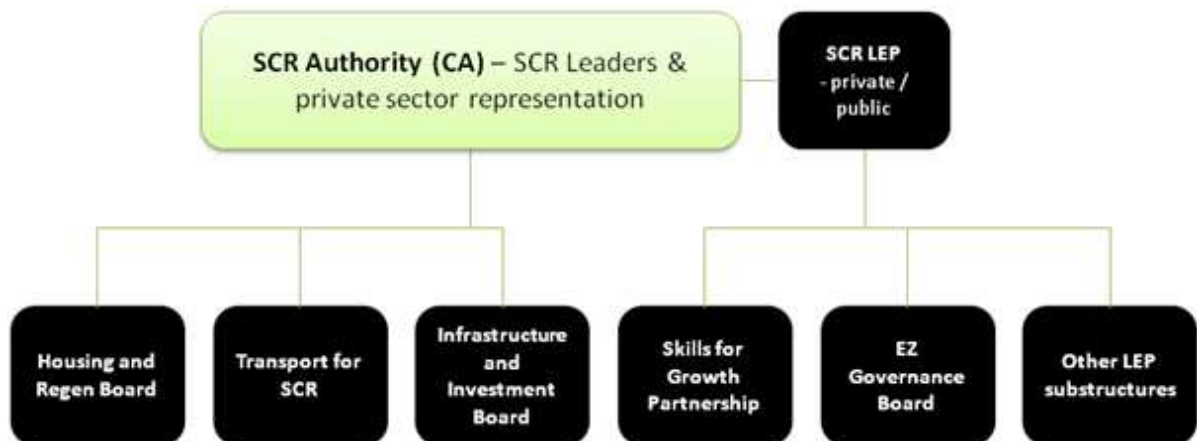 SCR Authority (CA) – SCR Leaders &
private sector representation
SCR LEP
- private /
public
Housing and
Regen Board
Transport for
SCR
Infrastructure
and
Investment
Board
Skills for
Growth
Partnership
EZ
Governance
Board
Other LEP
substructures